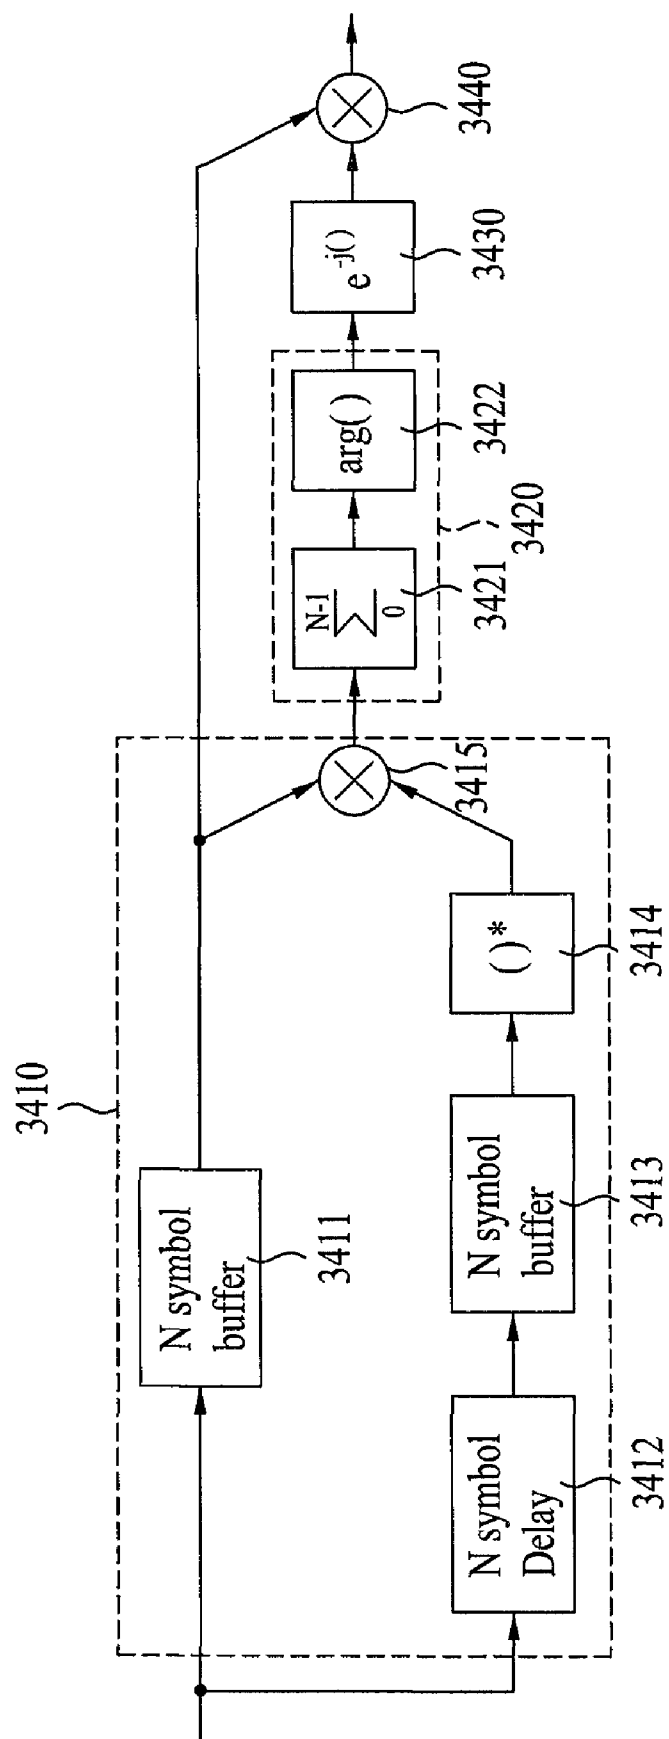 3410
N symbol
buffer
3411
N symbol
Delay
3412
N symbol
buffer
3413
( )*
3414
3415
N-1
∑
0
3421
arg( )
3422
3420
e-j( )
3430
3440